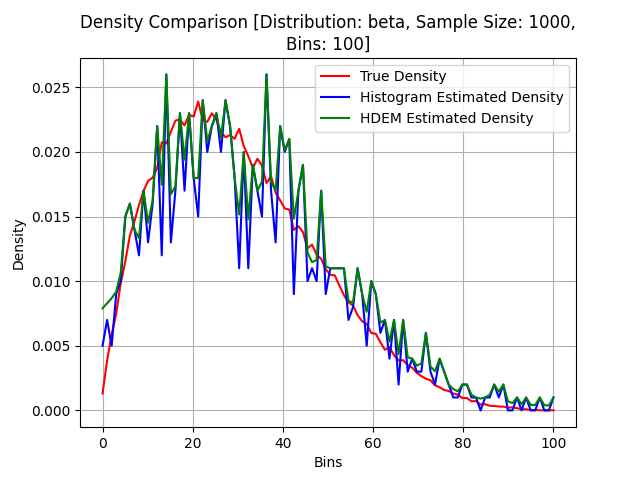 Density Comparison [Distribution: beta, Sample Size: 1000,
Bins: 100]
True Density
Histogram Estimated Density
HDEM Estimated Density
Density
0.025
0.020
0.015
0.010
0.005
0.000
0 20 40 60 80 100
Bins